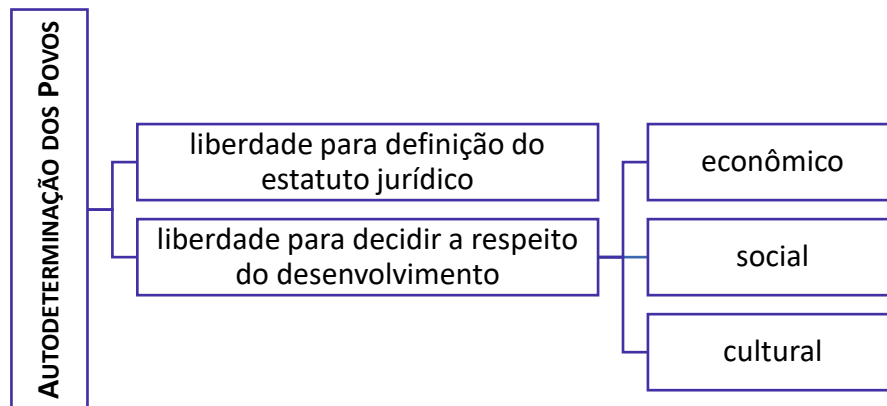 AUTODETERMINAÇÃO DOS POVOS
liberdade para definição do
estatuto jurídico
liberdade para decidir a respeito
do desenvolvimento
econômico
social
cultural